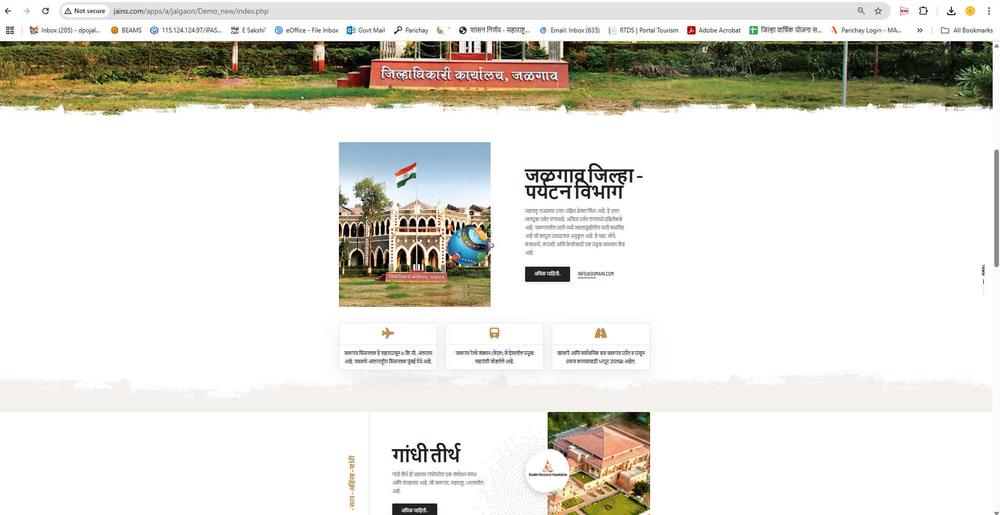 Not secure jains.com/apps/a/jalgaon/Demo_new/index.php
Inbox (205) - dpojal... BEAMS 115.124.124.97/iPAS... E Sakshi' eOffice - File Inbox Govt Mail Parichay ` शासन निर्णय - महाराष्ट्र... Email: Inbox (635) RTDS | Portal Tourism Adobe Acrobat जिल्हा वार्षिक योजना स... Parichay Login - MA... » All Bookmarks
जिल्हाधिकारी कार्यालय, जळगाव
जळगाव जिल्हा -
पर्यटन विभाग
महाराष्ट्र राज्याच्या उत्तर-पश्चिम क्षेत्रात स्थित आहे. हे उत्तर
सातपुडा पर्वत रांगांमध्ये, अजिंठा पर्वत रांगांमध्ये दक्षिणेकडे
आहे. जळगावतील माती मध्ये ज्वालामुखीतील माती समाविष्ट
आहे जी कापूस उत्पादनास अनुकूल आहे. हे चहा, सोने,
कडधान्ये, कपाशी आणि केळीसाठी एक प्रमुख व्यवसाय केंद्र
आहे.
अधिक माहिती.. INFO@DOMAIN.COM
SCROLL
जिल्हाधिकारी कार्यालय, जळगाव
जळगाव विमानतळ हे शहरापासून 6 कि.मी. अंतरावर
आहे. जवळचे आंतरराष्ट्रीय विमानतळ मुंबई येथे आहे.
जळगाव रेल्वे जंक्शन (जेएल) जे देशातील प्रमुख
शहरांशी जोडलेले आहे.
खाजगी आणि सार्वजनिक बस जळगाव पर्यंत व पासून
प्रवास करण्यासाठी भरपूर उपलब्ध आहेत.
• सत्य • अहिंसा • शांती
गांधी तीर्थ
गांधी तीर्थ ही महात्मा गांधींवरील एक संशोधन संस्था
आणि संग्रहालय आहे, जी जळगाव, महाराष्ट्र, भारतातील
आहे.
अधिक माहिती..
Gandhi Research Foundation